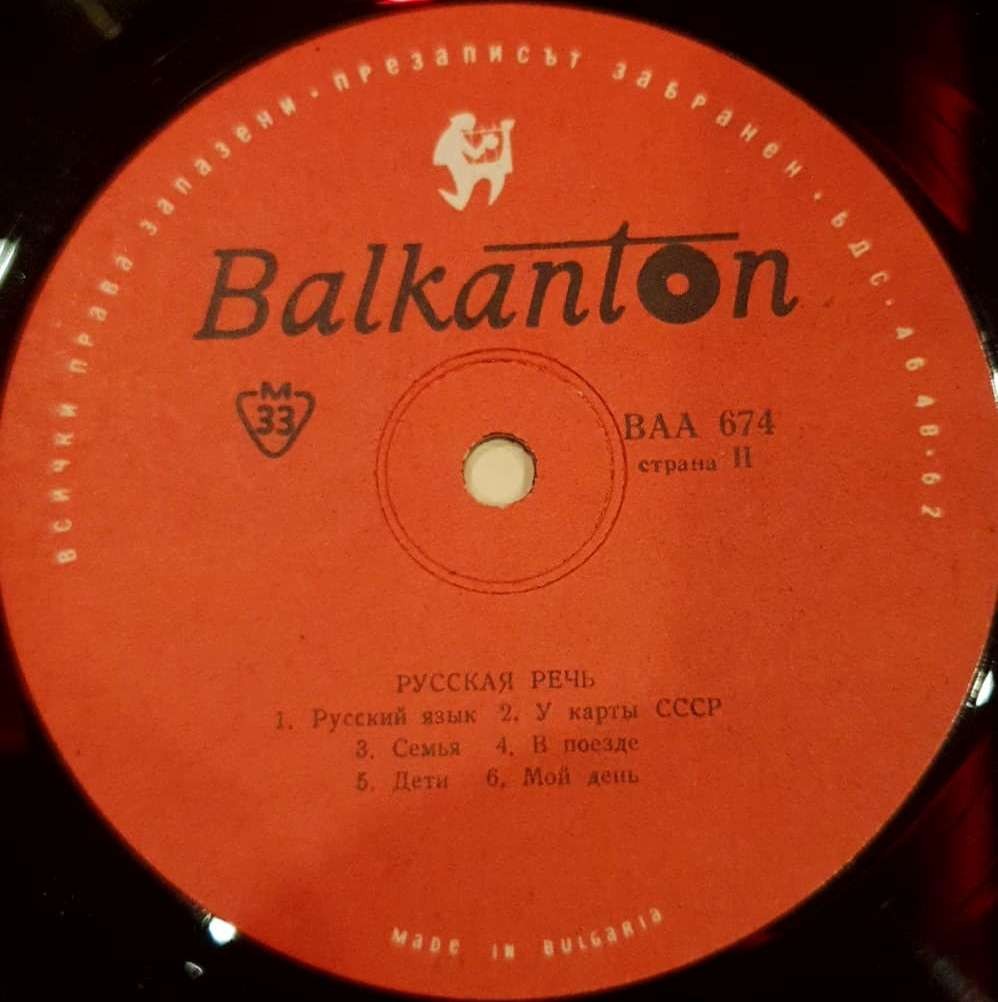 всички права запазени · презаписът забранен · БДС · 4646В · 62
Balkanton
М
33
ВАА 674
страна II
РУССКАЯ РЕЧЬ
1. Русский язык 2. У карты СССР
3. Семья 4. В поезде
5. Дети 6. Мой день
MADE IN BULGARIA